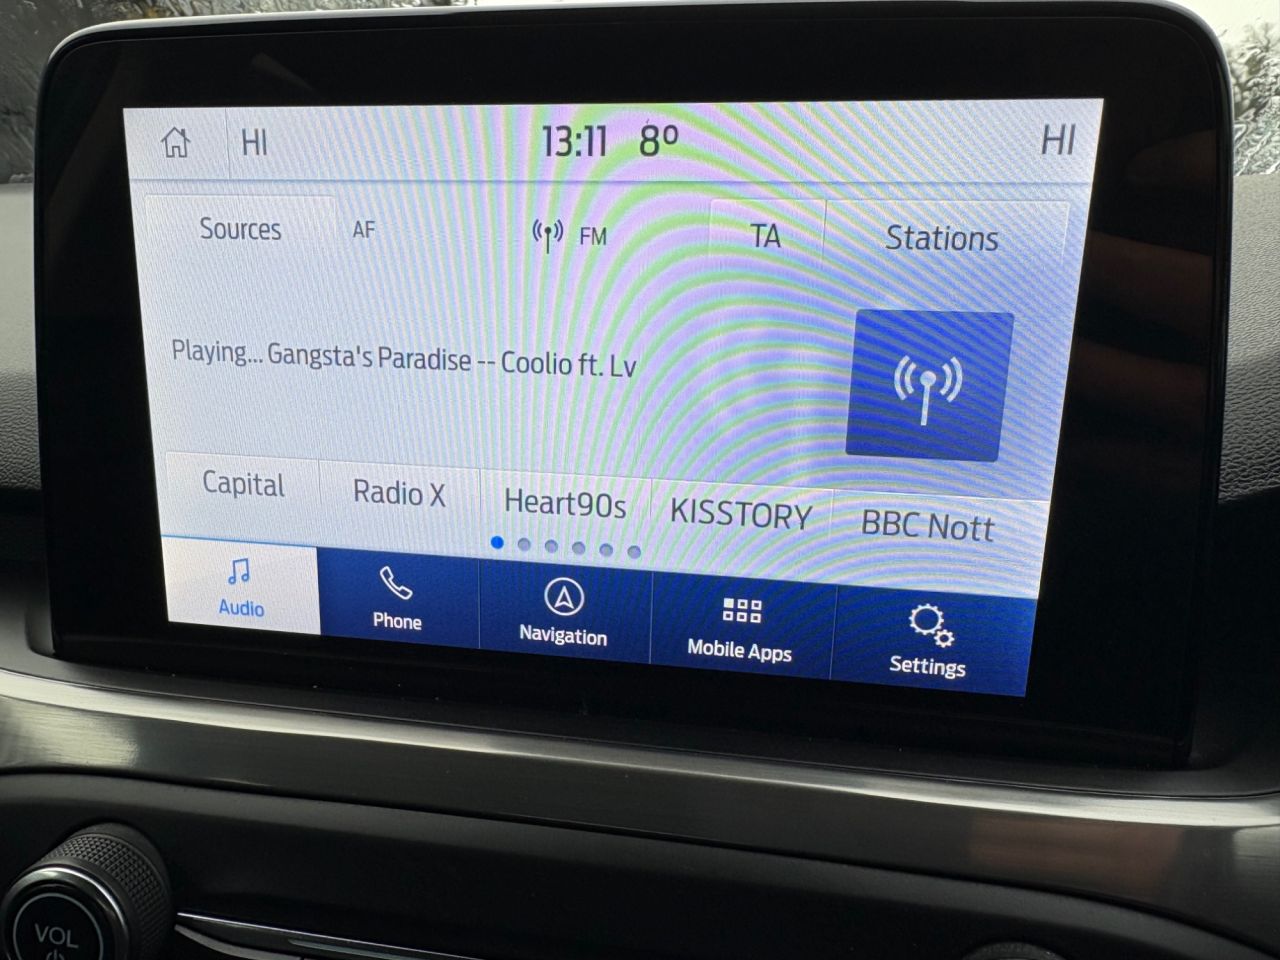 HI 13:11 8º HI
Sources AF FM TA Stations
Playing... Gangsta's Paradise -- Coolio ft. Lv
Capital Radio X Heart90s KISSTORY BBC Nott
Audio Phone Navigation Mobile Apps Settings
VOL